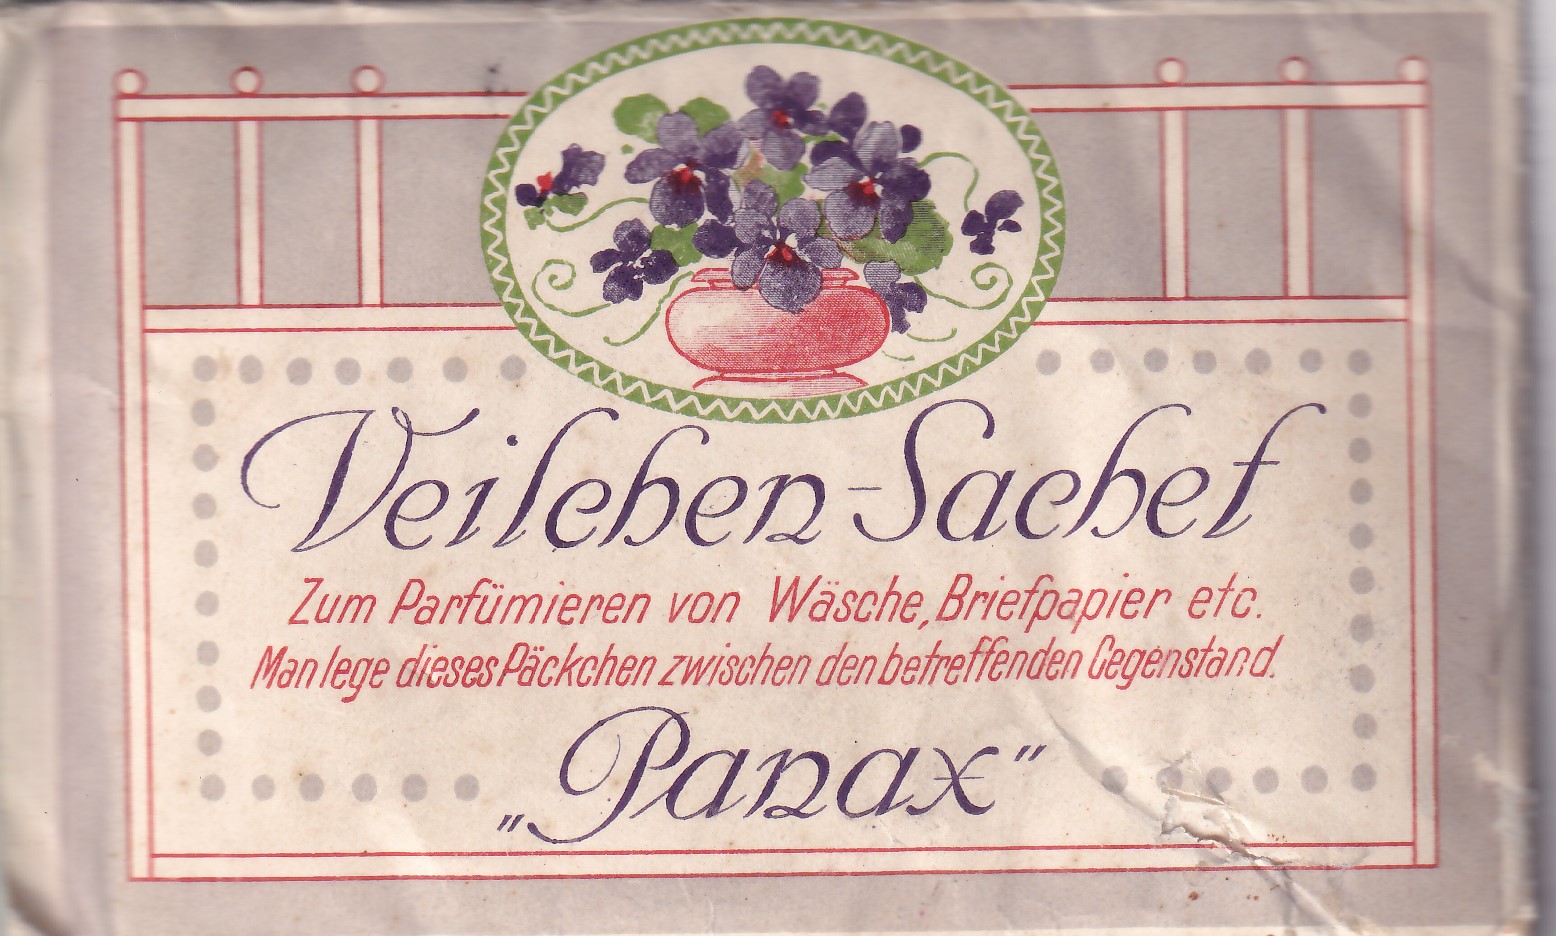 Veilchen-Sachet
Zum Parfümieren von Wäsche, Briefpapier etc.
Man lege dieses Päckchen zwischen den betreffenden Gegenstand.
„Panax“